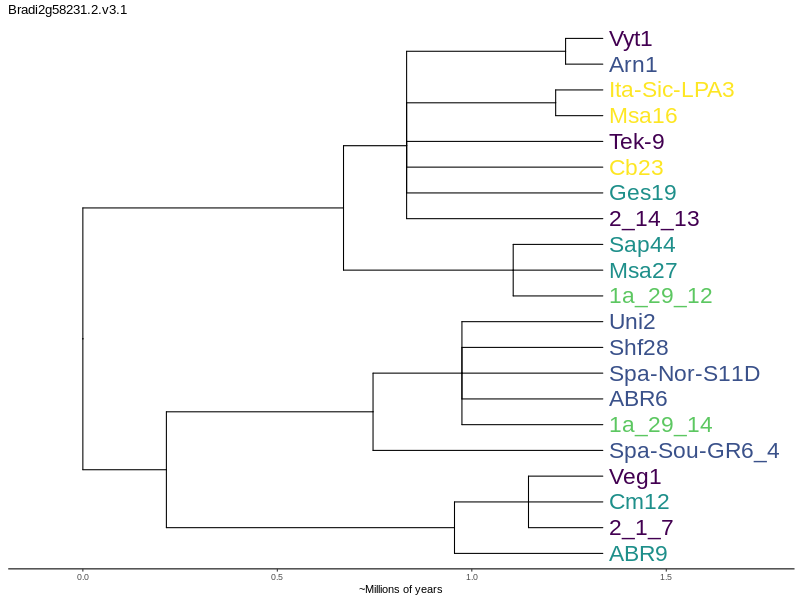 Bradi2g58231.2.v3.1
Vyt1
Arn1
Ita-Sic-LPA3
Msa16
Tek-9
Cb23
Ges19
2_14_13
Sap44
Msa27
1a_29_12
Uni2
Shf28
Spa-Nor-S11D
ABR6
1a_29_14
Spa-Sou-GR6_4
Veg1
Cm12
2_1_7
ABR9
0.0 0.5 1.0 1.5
~Millions of years